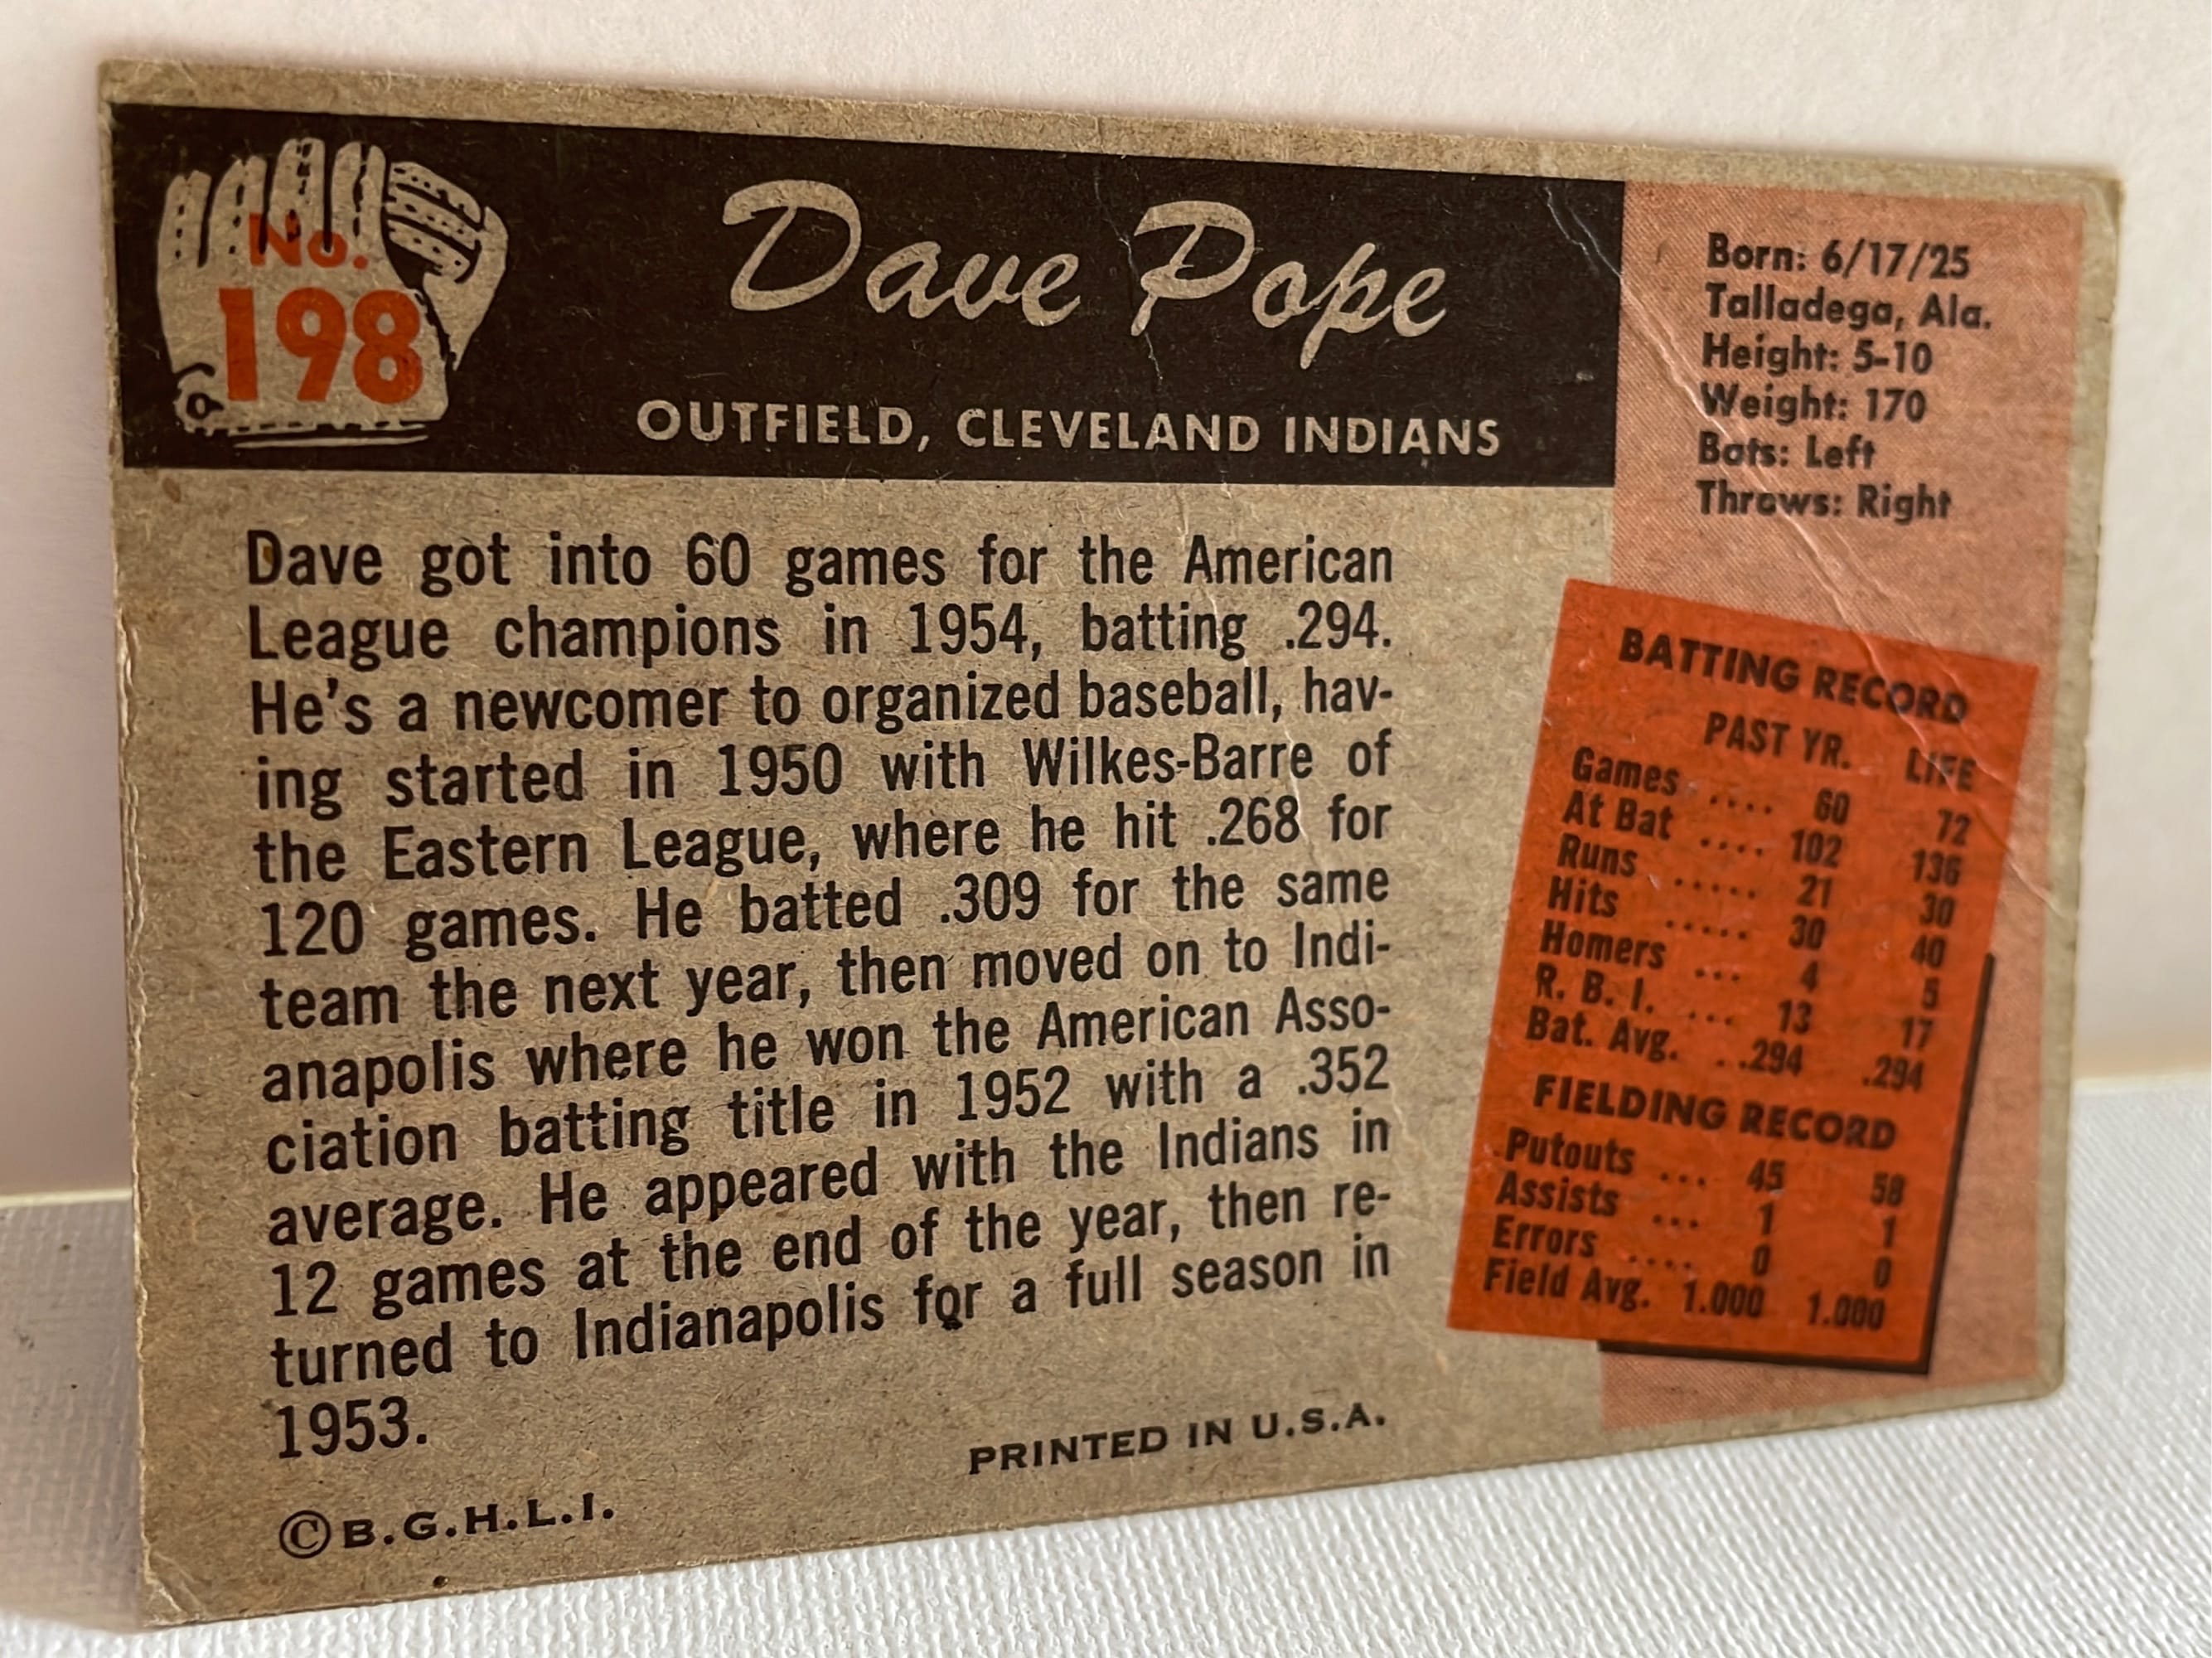 No.
198
Dave Pope
OUTFIELD, CLEVELAND INDIANS
Born: 6/17/25
Talladega, Ala.
Height: 5-10
Weight: 170
Bats: Left
Throws: Right
Dave got into 60 games for the American
League champions in 1954, batting .294.
He's a newcomer to organized baseball, hav-
ing started in 1950 with Wilkes-Barre of
the Eastern League, where he hit .268 for
120 games. He batted .309 for the same
team the next year, then moved on to Indi-
anapolis where he won the American Asso-
ciation batting title in 1952 with a .352
average. He appeared with the Indians in
12 games at the end of the year, then re-
turned to Indianapolis for a full season in
1953.
PRINTED IN U.S.A.
© B.G.H.L.I.
BATTING RECORD
PAST YR. LIFE
Games .... 60 72
At Bat .... 102 136
Runs ..... 21 30
Hits ..... 30 40
Homers ... 4 5
R. B. I. ... 13 17
Bat. Avg. . .294 .294
FIELDING RECORD
Putouts ... 45 58
Assists ... 1 1
Errors .... 0 0
Field Avg. 1.000 1.000